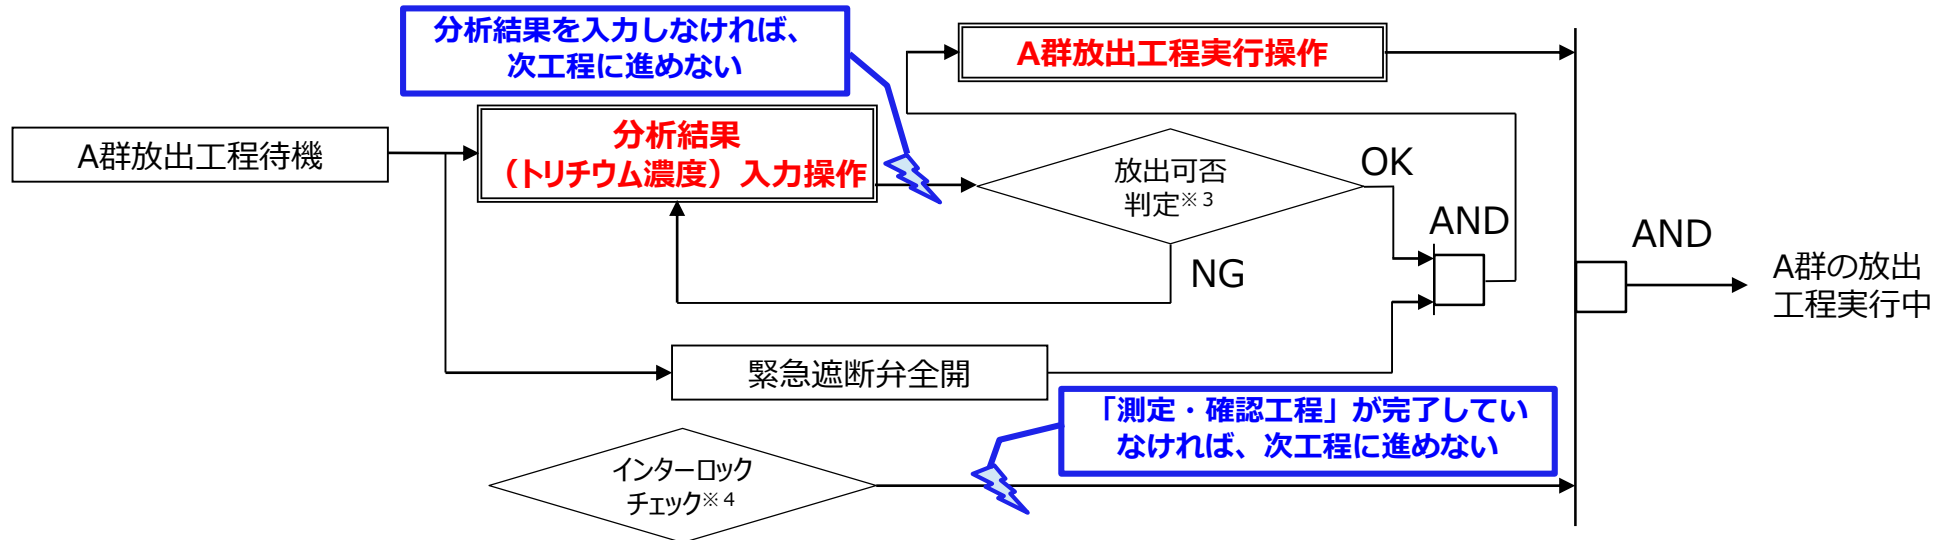 分析結果を入力しなければ、
次工程に進めない
A群放出工程実行操作
A群放出工程待機
分析結果
（トリチウム濃度）入力操作
放出可否
判定※3
OK
NG
AND
AND
A群の放出
工程実行中
緊急遮断弁全開
「測定・確認工程」が完了してい
なければ、次工程に進めない
インターロック
チェック※4